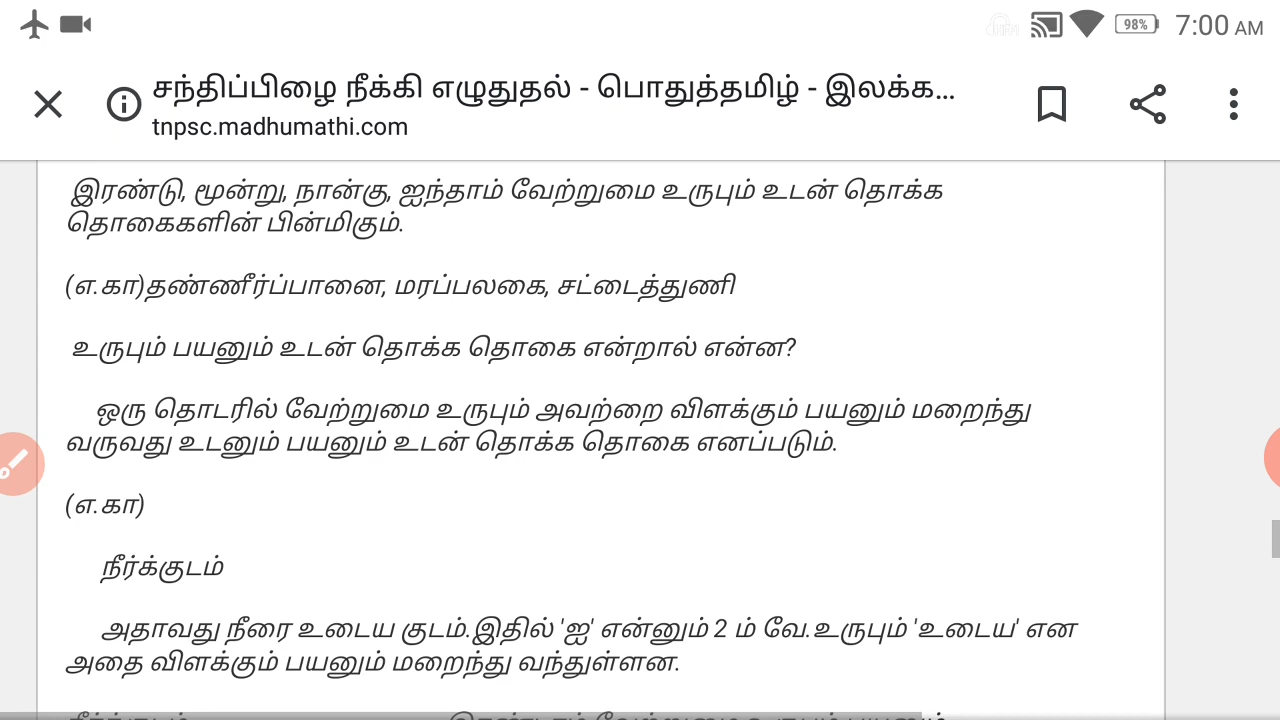 98%
7:00 AM
சந்திப்பிழை நீக்கி எழுதுதல் - பொதுத்தமிழ் - இலக்க...
tnpsc.madhumathi.com
இரண்டு, மூன்று, நான்கு, ஐந்தாம் வேற்றுமை உருபும் உடன் தொக்க
தொகைகளின் பின்மிகும்.
(எ.கா)தண்ணீர்ப்பானை, மரப்பலகை, சட்டைத்துணி
உருபும் பயனும் உடன் தொக்க தொகை என்றால் என்ன?
ஒரு தொடரில் வேற்றுமை உருபும் அவற்றை விளக்கும் பயனும் மறைந்து
வருவது உடனும் பயனும் உடன் தொக்க தொகை எனப்படும்.
(எ.கா)
நீர்க்குடம்
அதாவது நீரை உடைய குடம்.இதில் 'ஐ' என்னும் 2 ம் வே.உருபும் 'உடைய' என
அதை விளக்கும் பயனும் மறைந்து வந்துள்ளன.